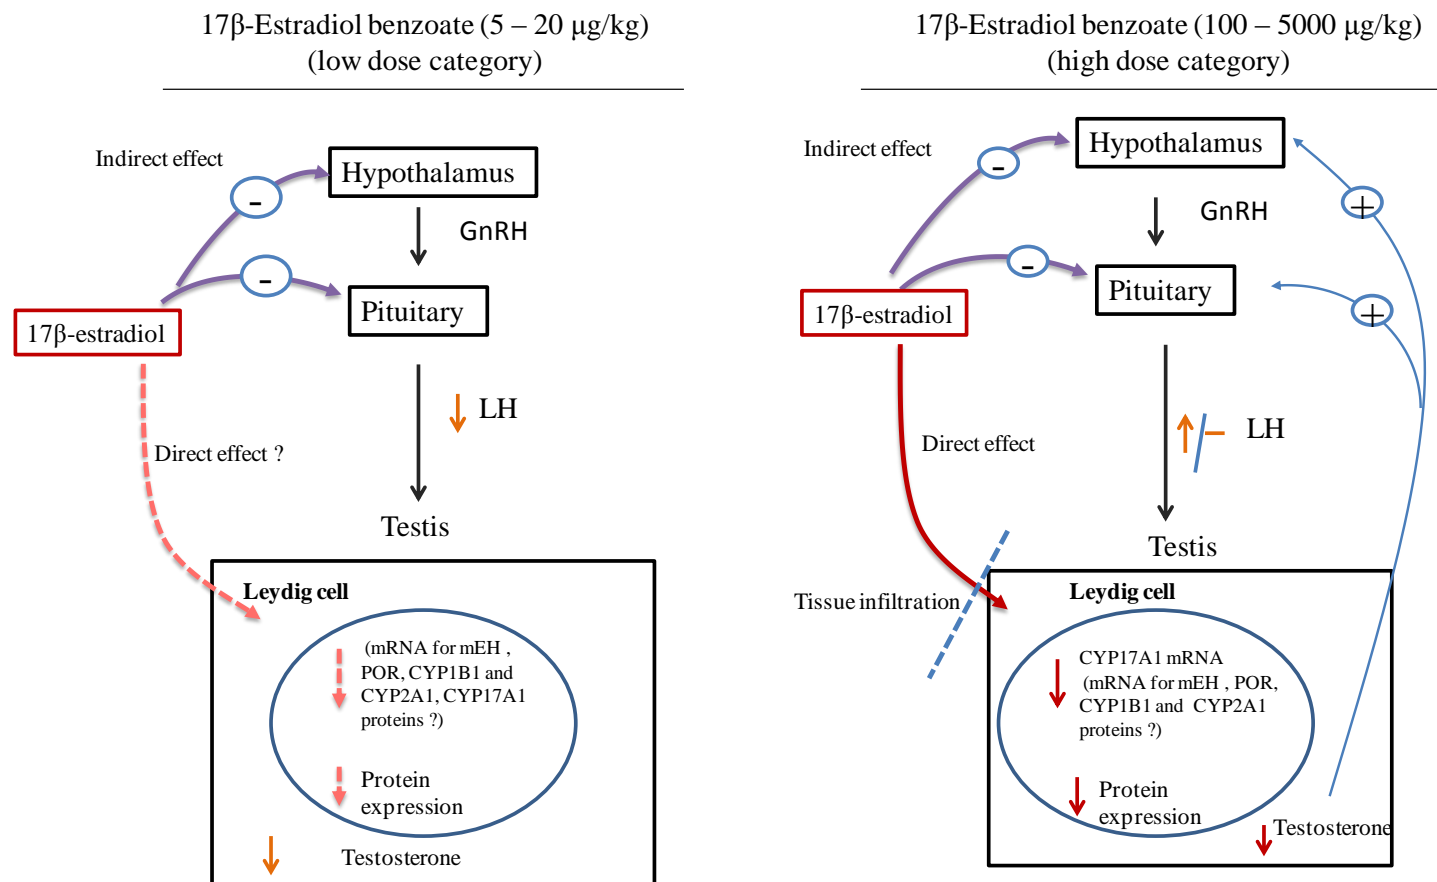 17β-Estradiol benzoate (5 – 20 μg/kg)
(low dose category)
Indirect effect
-
Hypothalamus
GnRH
-
Pituitary
17β-estradiol
LH
Direct effect ?
Testis
Leydig cell
(mRNA for mEH ,
POR, CYP1B1 and
CYP2A1, CYP17A1
proteins ?)
Protein
expression
Testosterone
17β-Estradiol benzoate (100 – 5000 μg/kg)
(high dose category)
Indirect effect
-
Hypothalamus
+
GnRH
-
Pituitary
+
17β-estradiol
LH
Direct effect
Testis
Tissue infiltration
Leydig cell
CYP17A1 mRNA
(mRNA for mEH , POR,
CYP1B1 and CYP2A1
proteins ?)
Protein
expression
Testosterone